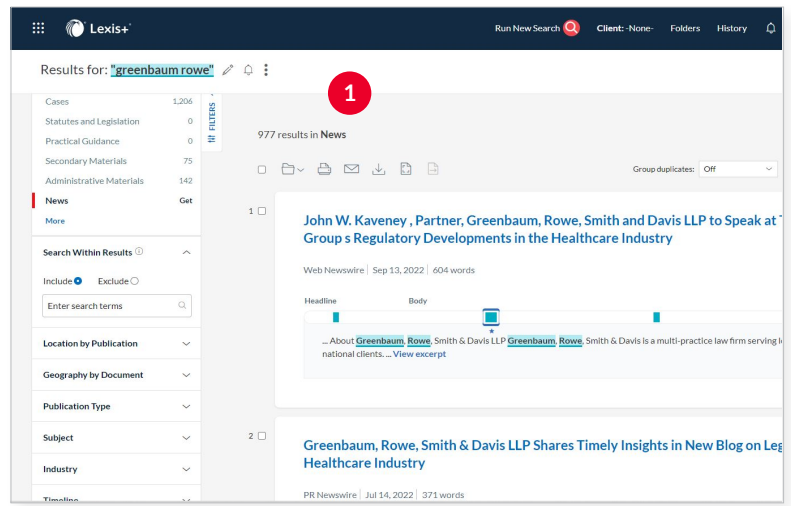 Lexis+
Run New Search
Client: -None-
Folders
History
Results for: "greenbaum rowe"
1
Cases 1,206
Statutes and Legislation 0
Practical Guidance 0
Secondary Materials 75
Administrative Materials 142
News Get
More
FILTERS
Search Within Results
Include Exclude
Enter search terms
Location by Publication
Geography by Document
Publication Type
Subject
Industry
Timeline
977 results in News
Group duplicates: Off
1
John W. Kaveney , Partner, Greenbaum, Rowe, Smith and Davis LLP to Speak at
Group s Regulatory Developments in the Healthcare Industry
Web Newswire | Sep 13, 2022 | 604 words
Headline Body
... About Greenbaum, Rowe, Smith & Davis LLP Greenbaum, Rowe, Smith & Davis is a multi-practice law firm serving
national clients. ... View excerpt
2
Greenbaum, Rowe, Smith & Davis LLP Shares Timely Insights in New Blog on
Healthcare Industry
PR Newswire | Jul 14, 2022 | 371 words